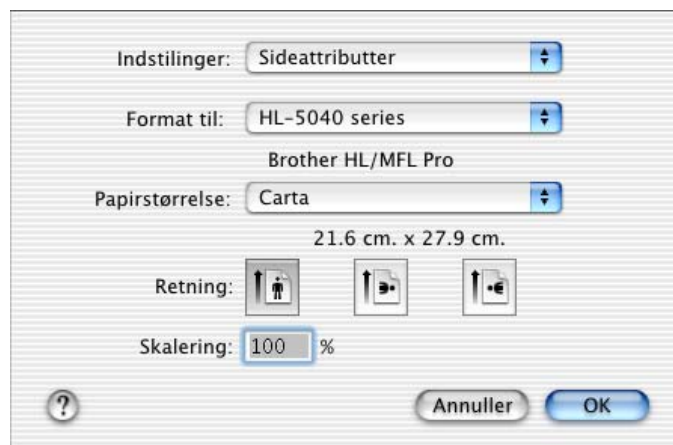 Indstilinger: Sideattributter
Format til: HL-5040 series
Brother HL/MFL Pro
Papirstørrelse: Carta
21.6 cm. x 27.9 cm.
Retning:
Skalering: 100 %
? Annuller OK